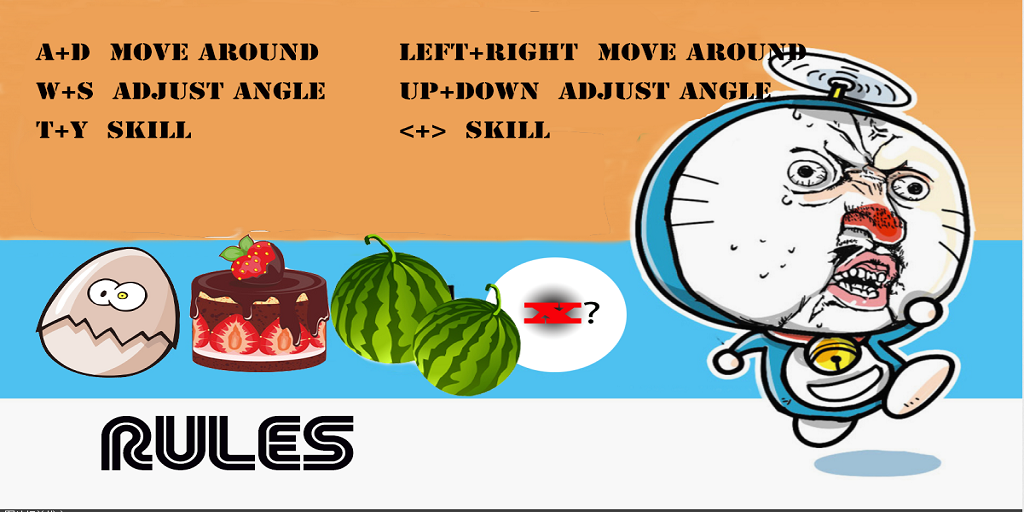 A+D MOVE AROUND
W+S ADJUST ANGLE
T+Y SKILL
LEFT+RIGHT MOVE AROUND
UP+DOWN ADJUST ANGLE
<+> SKILL
X?
RULES